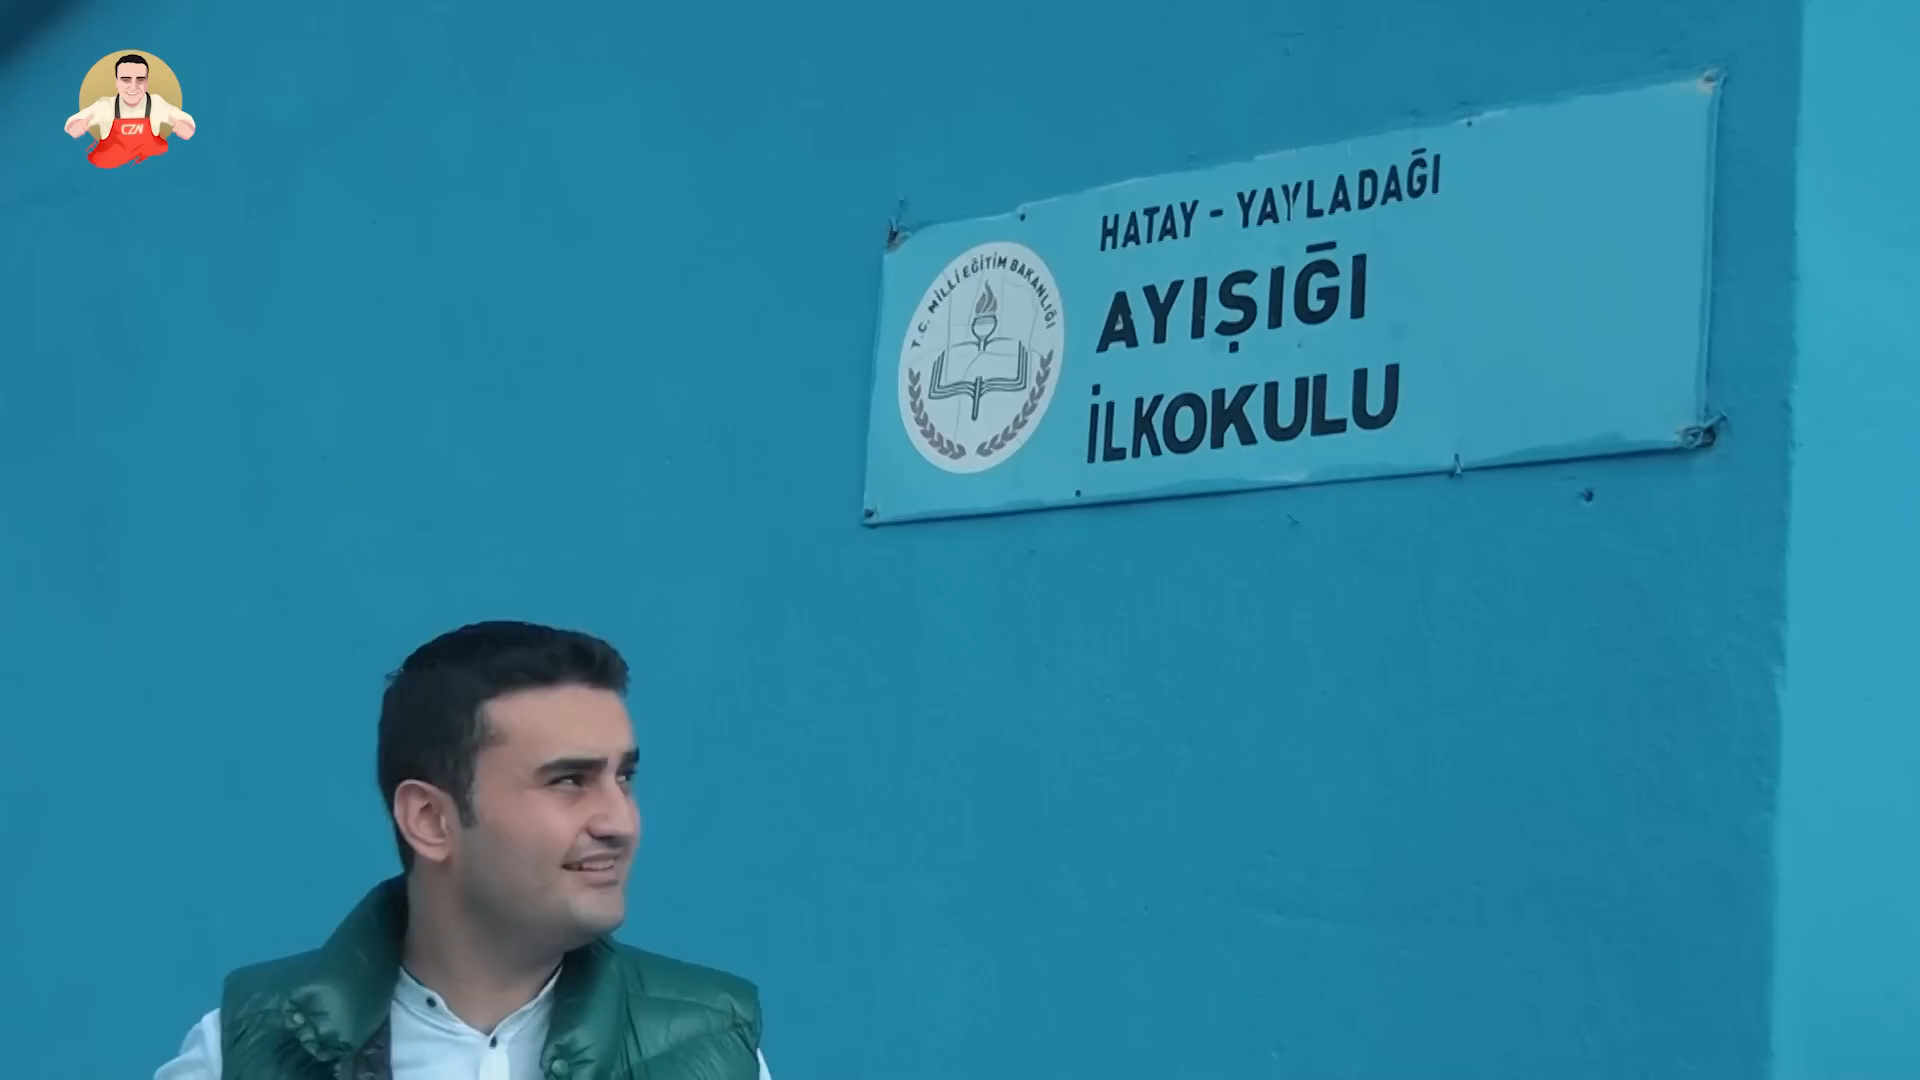 CZN
HATAY - YAYLADAĞI
AYIŞIĞI
İLKOKULU
T.C. MİLLİ EĞİTİM BAKANLIĞI